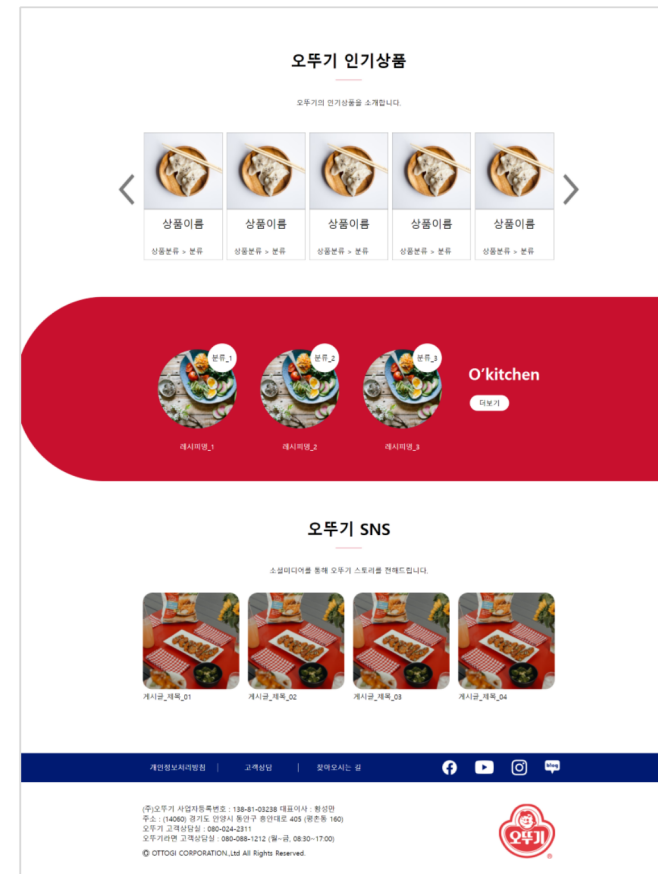 오뚜기 인기상품
오뚜기의 인기상품을 소개합니다.
상품이름 상품이름 상품이름 상품이름 상품이름
상품분류 > 분류 상품분류 > 분류 상품분류 > 분류 상품분류 > 분류 상품분류 > 분류
분류_1 분류_2 분류_3
O'kitchen
더보기
레시피명_1 레시피명_2 레시피명_3
오뚜기 SNS
소셜미디어를 통해 오뚜기 스토리를 전해드립니다.
게시글_제목_01 게시글_제목_02 게시글_제목_03 게시글_제목_04
개인정보처리방침 | 고객상담 | 찾아오시는 길
blog
(주)오뚜기 사업자등록번호 : 138-81-03238 대표이사 : 황성만
주소 : (14060) 경기도 안양시 동안구 흥안대로 405 (평촌동 160)
오뚜기 고객상담실 : 080-024-2311
오뚜기라면 고객상담실 : 080-088-1212 (월~금, 08:30~17:00)
© OTTOGI CORPORATION.,Ltd All Rights Reserved.
오뚜기